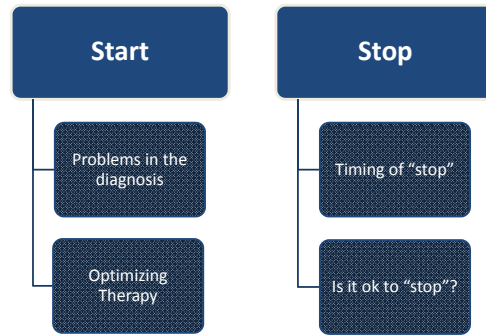 Start
Problems in the
diagnosis
Optimizing
Therapy
Stop
Timing of “stop”
Is it ok to “stop”?